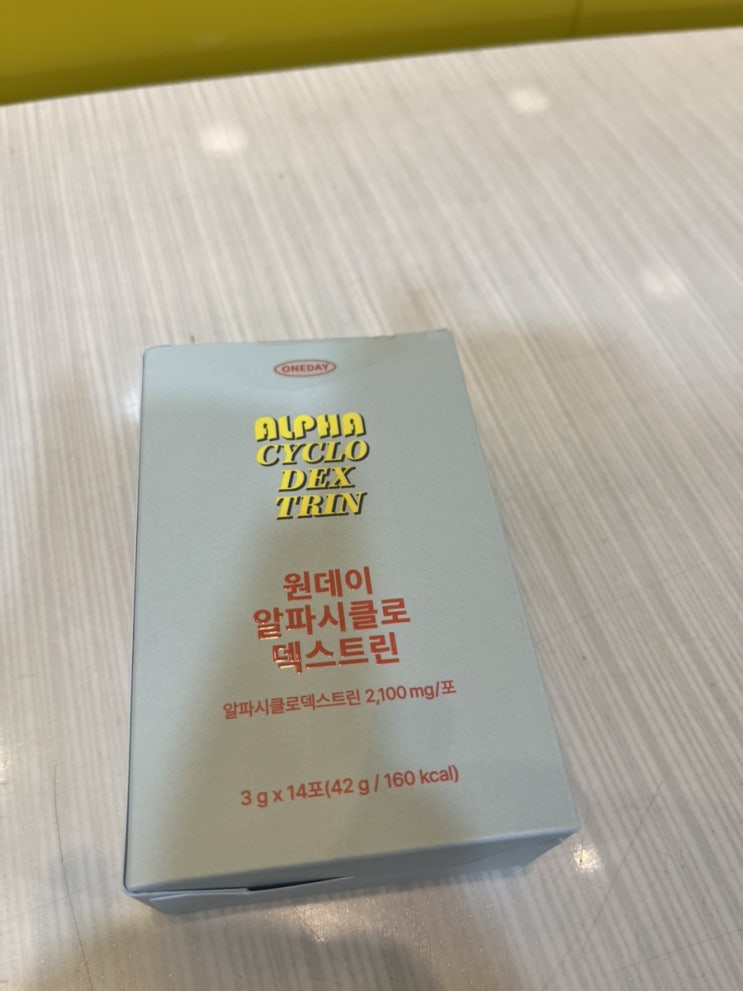 ONEDAY
ALPHA
CYCLO
DEX
TRIN
원데이
알파시클로
덱스트린
알파시클로덱스트린 2,100 mg/포
3 g x 14포(42 g / 160 kcal)